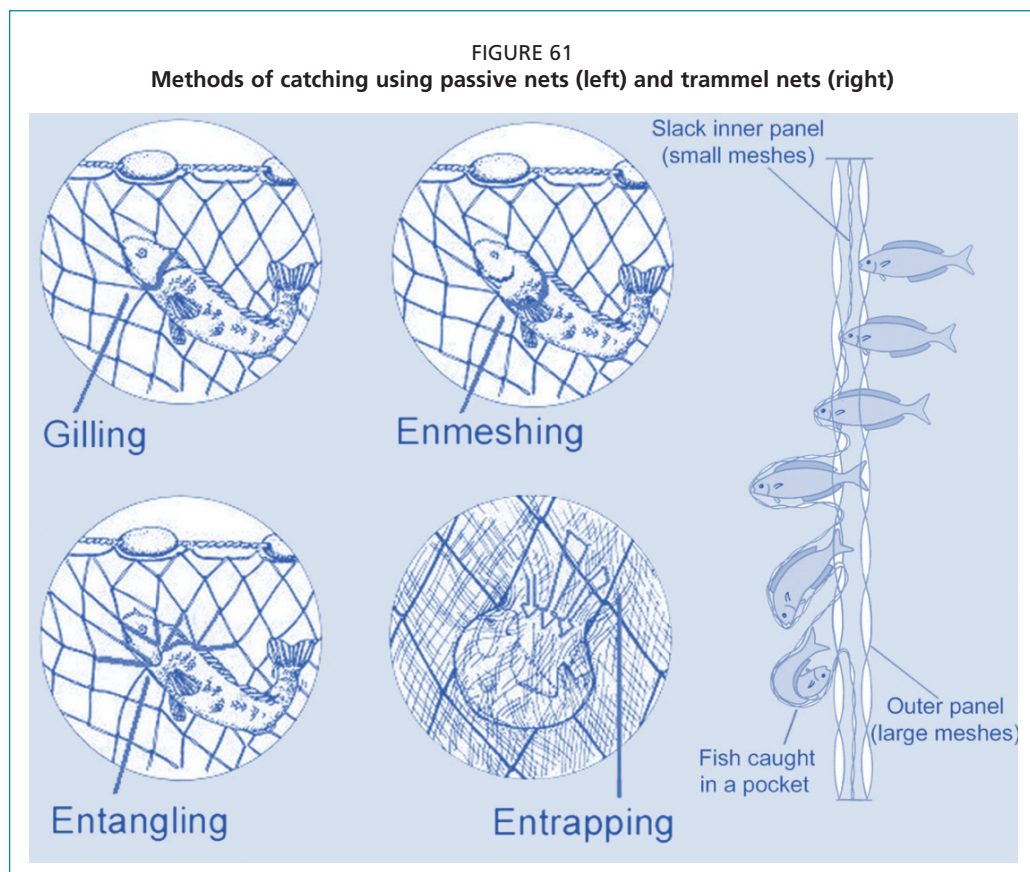 FIGURE 61
Methods of catching using passive nets (left) and trammel nets (right)
Gilling
Enmeshing
Entangling
Entrapping
Slack inner panel
(small meshes)
Outer panel
(large meshes)
Fish caught
in a pocket